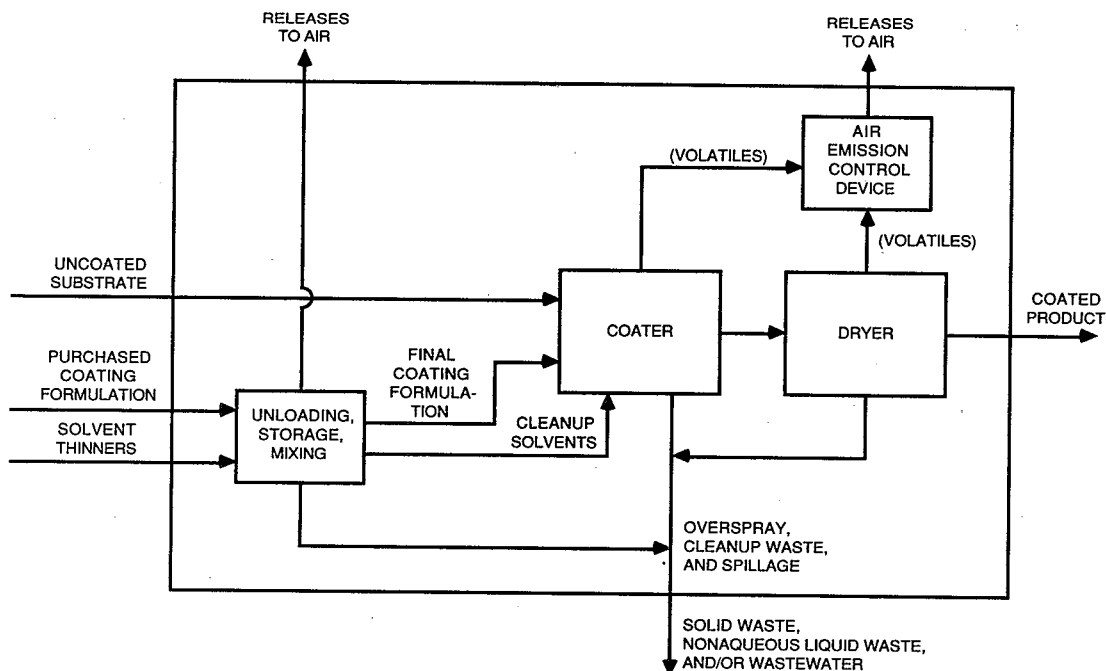 RELEASES
TO AIR
RELEASES
TO AIR
AIR
EMISSION
CONTROL
DEVICE
(VOLATILES)
(VOLATILES)
UNCOATED
SUBSTRATE
COATER
DRYER
COATED
PRODUCT
PURCHASED
COATING
FORMULATION
FINAL
COATING
FORMULA-
TION
SOLVENT
THINNERS
UNLOADING,
STORAGE,
MIXING
CLEANUP
SOLVENTS
OVERSPRAY,
CLEANUP WASTE,
AND SPILLAGE
SOLID WASTE,
NONAQUEOUS LIQUID WASTE,
AND/OR WASTEWATER